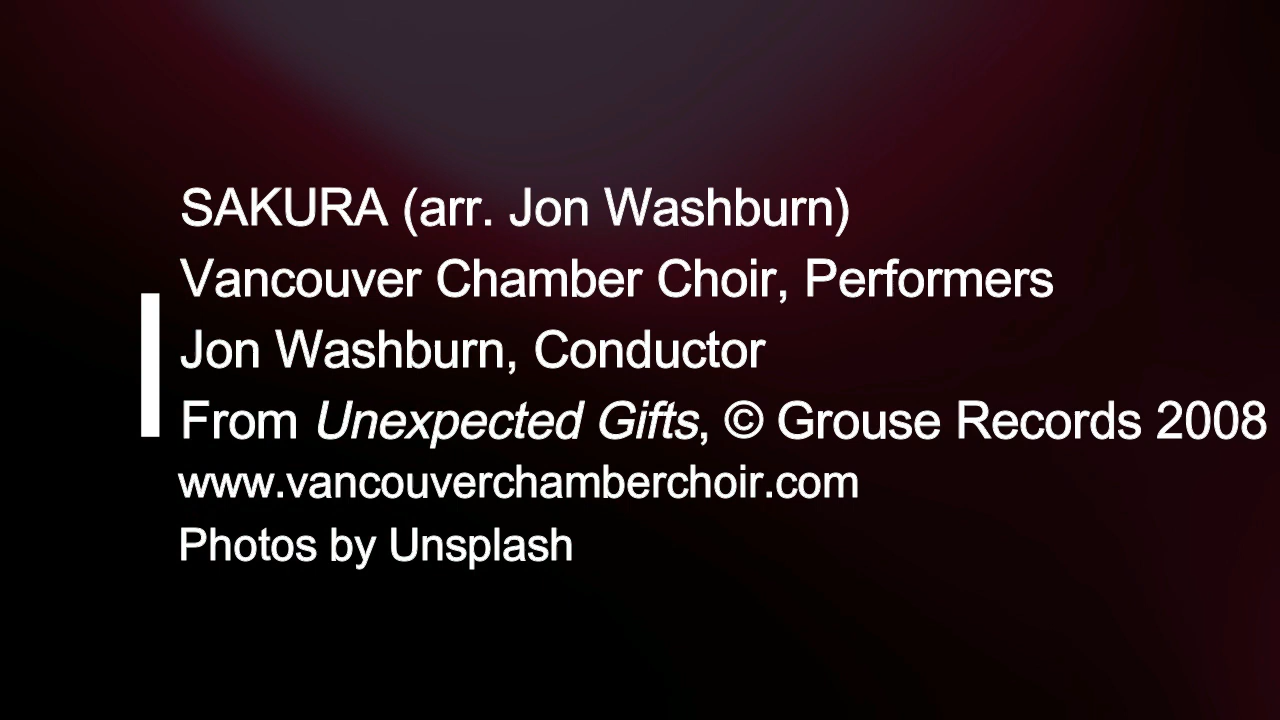 SAKURA (arr. Jon Washburn)
Vancouver Chamber Choir, Performers
Jon Washburn, Conductor
From Unexpected Gifts, © Grouse Records 2008
www.vancouverchamberchoir.com
Photos by Unsplash